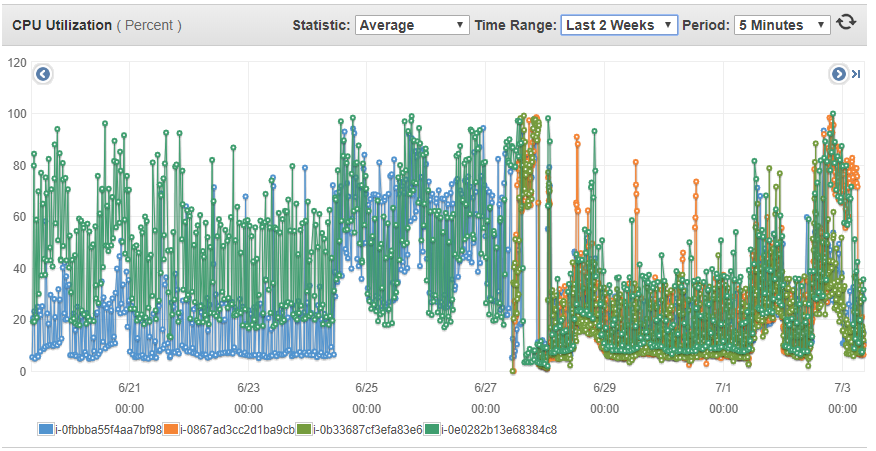 CPU Utilization ( Percent ) Statistic: Average Time Range: Last 2 Weeks Period: 5 Minutes
120
100
80
60
40
20
0
6/21 6/23 6/25 6/27 6/29 7/1 7/3
00:00 00:00 00:00 00:00 00:00 00:00 00:00
i-0fbbba55f4aa7bf98 i-0867ad3cc2d1ba9cb i-0b33687cf3efa83e6 i-0e0282b13e68384c8